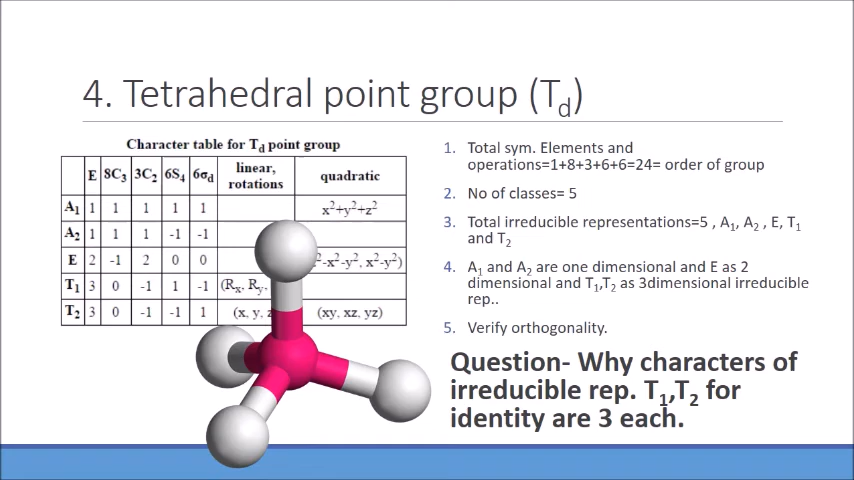 4. Tetrahedral point group (Td)
Character table for Td point group
E 8C3 3C2 6S4 6σd linear, rotations quadratic
A1 1 1 1 1 1 x²+y²+z²
A2 1 1 1 -1 -1
E 2 -1 2 0 0 ²-x²-y², x²-y²)
T1 3 0 -1 1 -1 (Rx, Ry,
T2 3 0 -1 -1 1 (x, y, (xy, xz, yz)
1. Total sym. Elements and
operations=1+8+3+6+6=24= order of group
2. No of classes= 5
3. Total irreducible representations=5 , A1, A2 , E, T1
and T2
4. A1 and A2 are one dimensional and E as 2
dimensional and T1,T2 as 3dimensional irreducible
rep..
5. Verify orthogonality.
Question- Why characters of
irreducible rep. T1,T2 for
identity are 3 each.